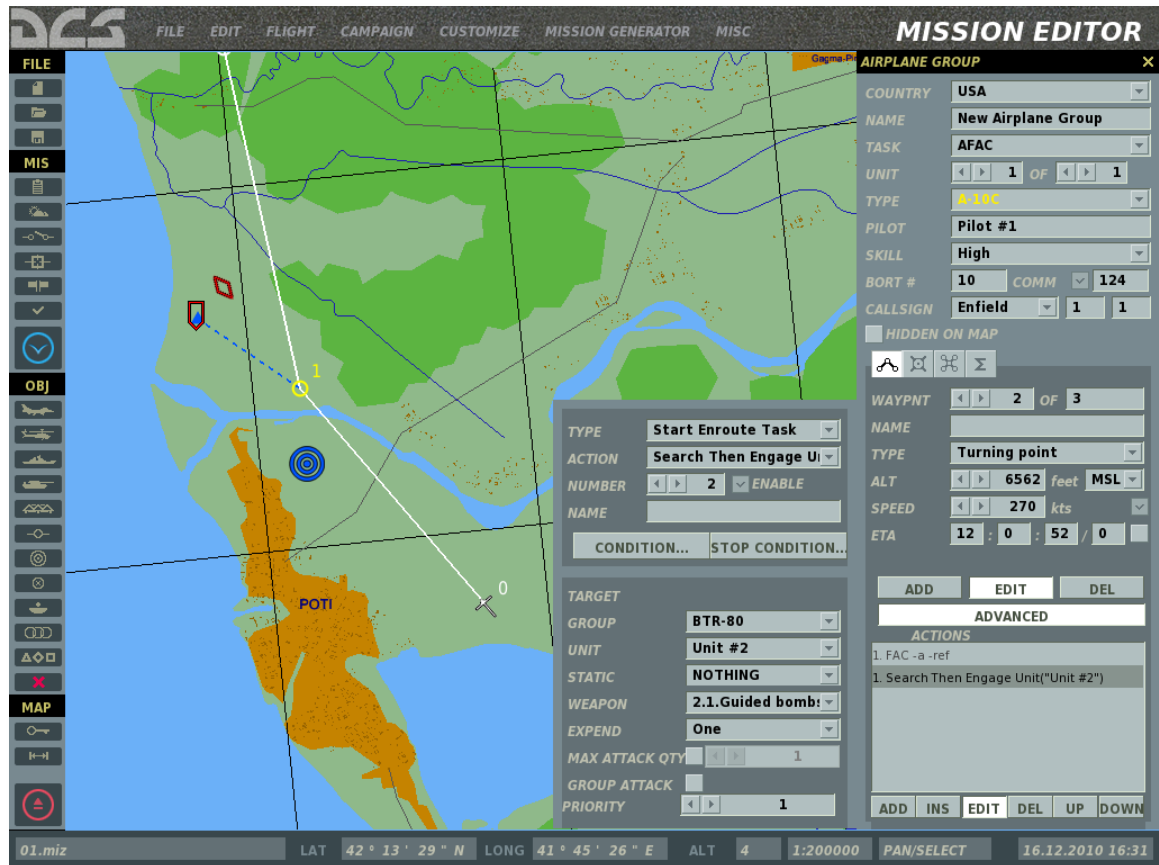 DCS
FILE EDIT FLIGHT CAMPAIGN CUSTOMIZE MISSION GENERATOR MISC
MISSION EDITOR
FILE
MIS
OBJ
MAP
POTI
1
0
AIRPLANE GROUP X
COUNTRY USA
NAME New Airplane Group
TASK AFAC
UNIT 1 OF 1
TYPE A-10C
PILOT Pilot #1
SKILL High
BORT # 10 COMM 124
CALLSIGN Enfield 1 1
HIDDEN ON MAP
Σ
WAYPNT 2 OF 3
NAME
TYPE Turning point
ALT 6562 feet MSL
SPEED 270 kts
ETA 12 : 0 : 52 / 0
ADD EDIT DEL
ADVANCED
ACTIONS
1. FAC -a -ref
1. Search Then Engage Unit("Unit #2")
ADD INS EDIT DEL UP DOWN
TYPE Start Enroute Task
ACTION Search Then Engage
NUMBER 2 ENABLE
NAME
CONDITION... STOP CONDITION...
TARGET
GROUP BTR-80
UNIT Unit #2
STATIC NOTHING
WEAPON 2.1.Guided bombs
EXPEND One
MAX ATTACK QTY 1
GROUP ATTACK
PRIORITY 1
01.miz LAT 42 ° 13 ' 29 " N LONG 41 ° 45 ' 26 " E ALT 4 1:200000 PAN/SELECT 16.12.2010 16:31